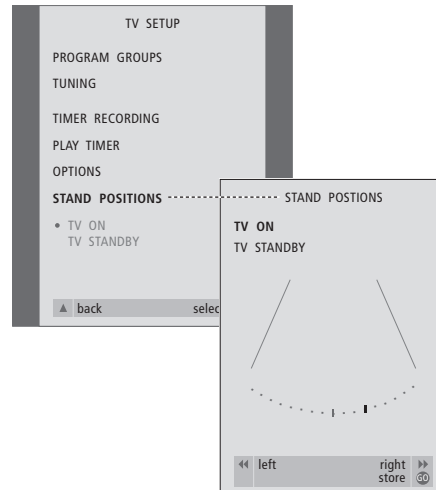 TV SETUP
PROGRAM GROUPS
TUNING
TIMER RECORDING
PLAY TIMER
OPTIONS
STAND POSITIONS
• TV ON
TV STANDBY
▲ back selec
STAND POSTIONS
TV ON
TV STANDBY
◀◀ left right ▶▶
store GO